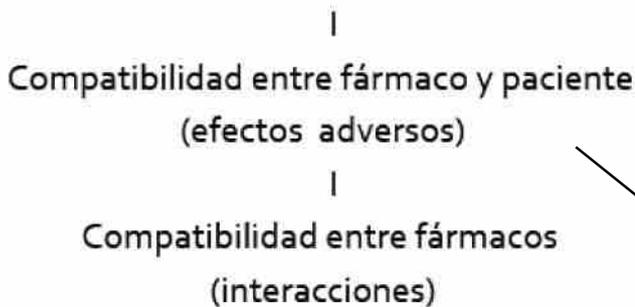 Compatibilidad entre fármaco y paciente
(efectos adversos)
Compatibilidad entre fármacos
(interacciones)